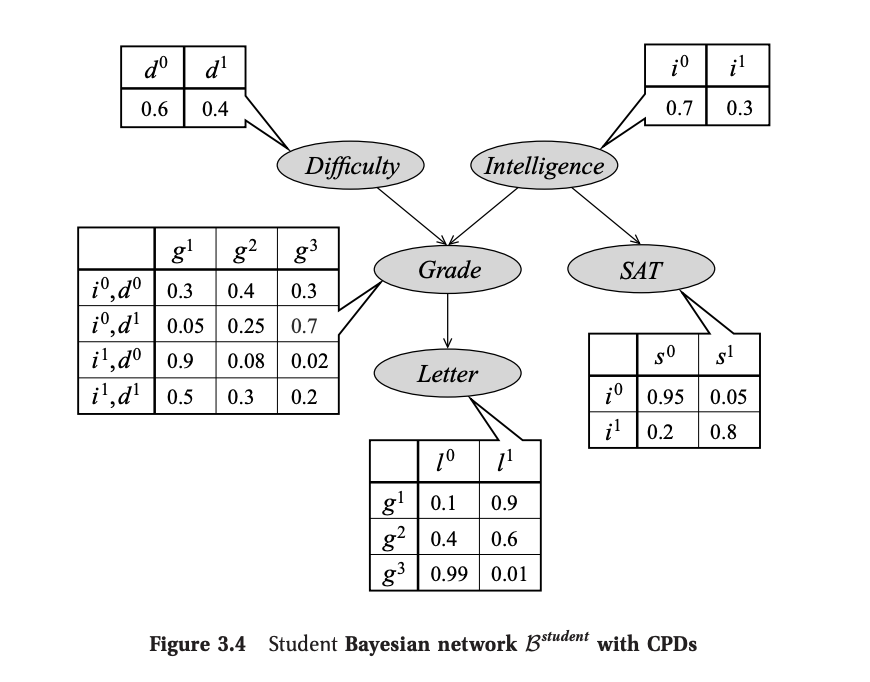 d⁰ d¹
0.6 0.4
i⁰ i¹
0.7 0.3
Difficulty
Intelligence
g¹ g² g³
i⁰,d⁰ 0.3 0.4 0.3
i⁰,d¹ 0.05 0.25 0.7
i¹,d⁰ 0.9 0.08 0.02
i¹,d¹ 0.5 0.3 0.2
Grade
SAT
s⁰ s¹
i⁰ 0.95 0.05
i¹ 0.2 0.8
Letter
l⁰ l¹
g¹ 0.1 0.9
g² 0.4 0.6
g³ 0.99 0.01
Figure 3.4 Student Bayesian network ℬstudent with CPDs